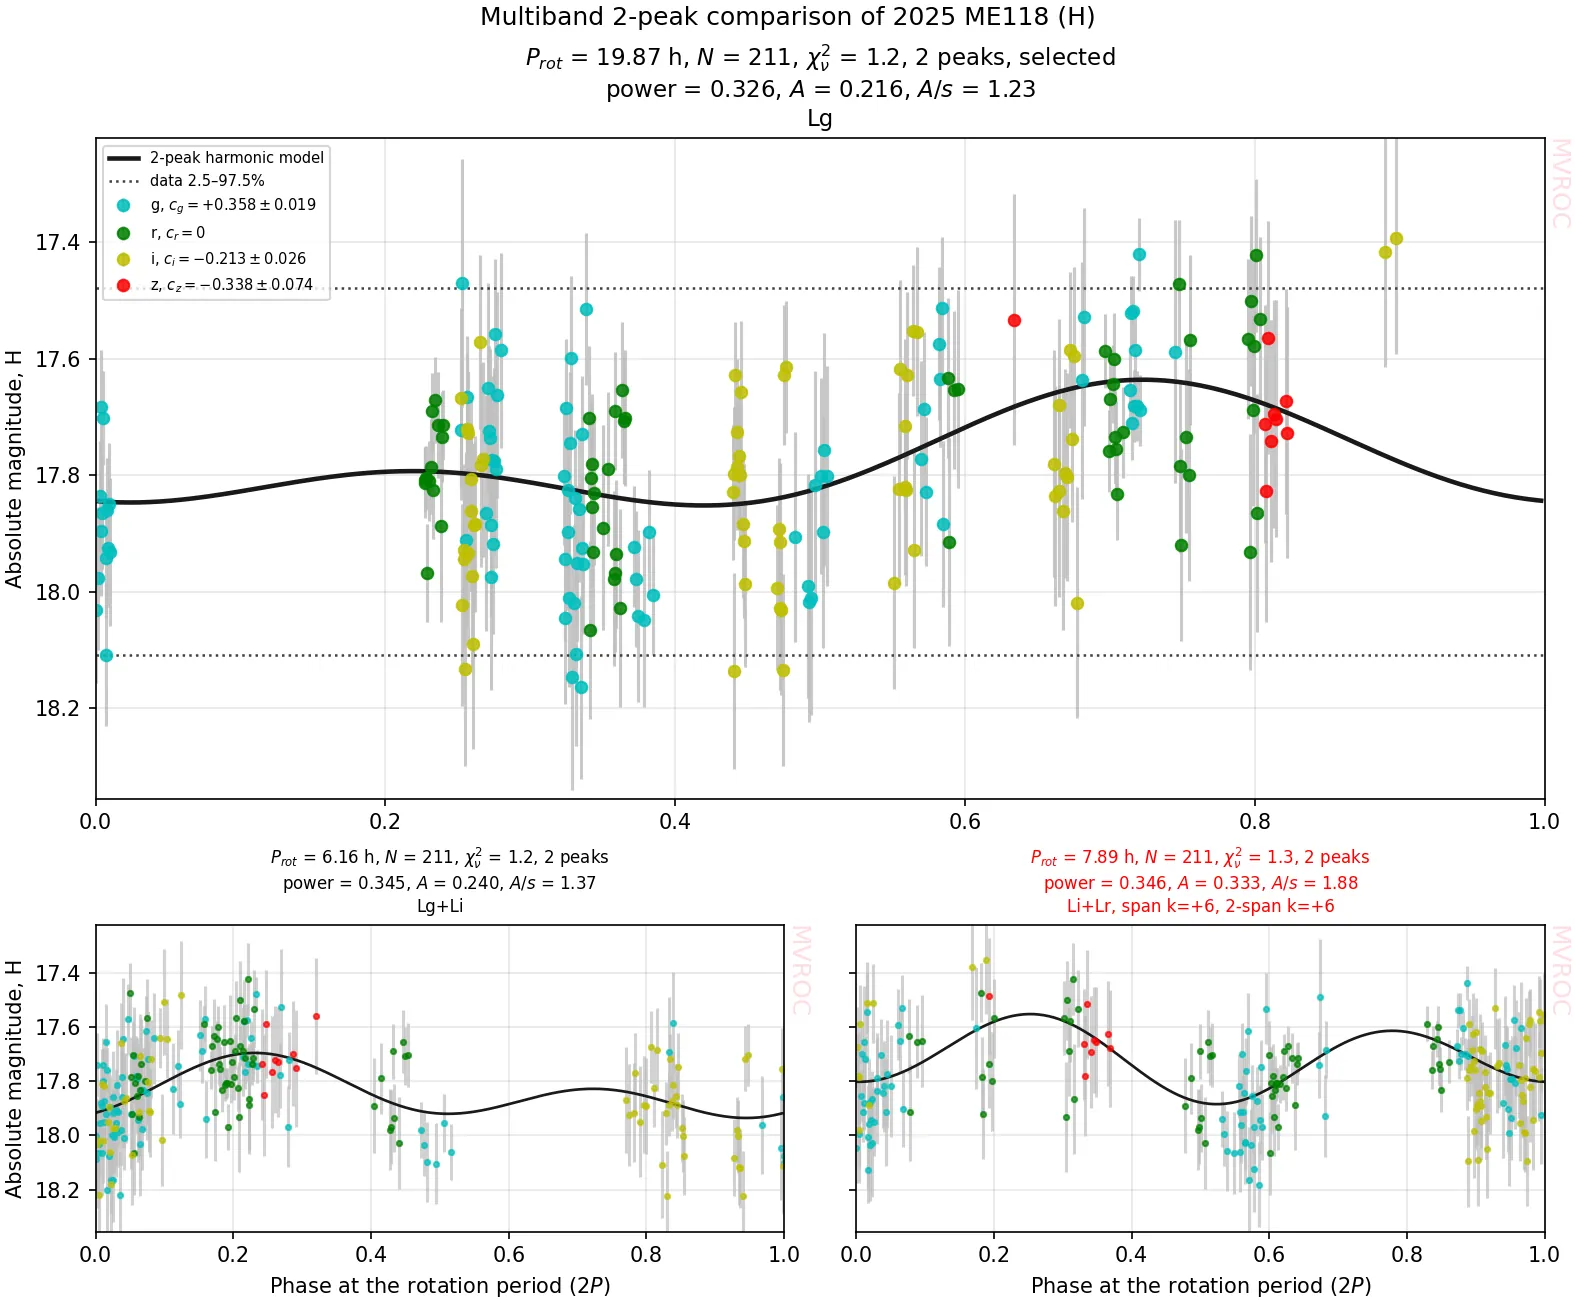 Multiband 2-peak comparison of 2025 ME118 (H)
P_rot = 19.87 h, N = 211, χ²_ν = 1.2, 2 peaks, selected
power = 0.326, A = 0.216, A/s = 1.23
Lg
2-peak harmonic model
data 2.5–97.5%
g, c_g = +0.358 ± 0.019
r, c_r = 0
i, c_i = −0.213 ± 0.026
z, c_z = −0.338 ± 0.074
MVROC
Absolute magnitude, H
17.4
17.6
17.8
18.0
18.2
0.0 0.2 0.4 0.6 0.8 1.0
P_rot = 6.16 h, N = 211, χ²_ν = 1.2, 2 peaks
power = 0.345, A = 0.240, A/s = 1.37
Lg+Li
MVROC
Absolute magnitude, H
17.4
17.6
17.8
18.0
18.2
0.0 0.2 0.4 0.6 0.8 1.0
Phase at the rotation period (2P)
P_rot = 7.89 h, N = 211, χ²_ν = 1.3, 2 peaks
power = 0.346, A = 0.333, A/s = 1.88
Li+Lr, span k=+6, 2-span k=+6
MVROC
0.0 0.2 0.4 0.6 0.8 1.0
Phase at the rotation period (2P)